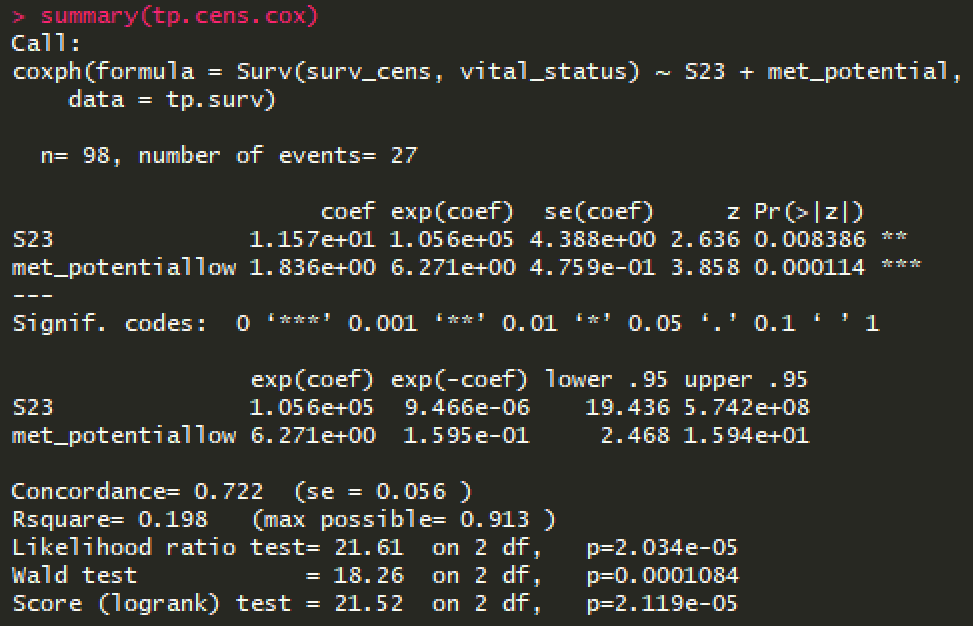 > summary(tp.cens.cox)
Call:
coxph(formula = Surv(surv_cens, vital_status) ~ S23 + met_potential,
    data = tp.surv)

  n= 98, number of events= 27

                      coef exp(coef)  se(coef)     z Pr(>|z|)
S23              1.157e+01 1.056e+05 4.388e+00 2.636 0.008386 **
met_potentiallow 1.836e+00 6.271e+00 4.759e-01 3.858 0.000114 ***
---
Signif. codes:  0 ‘***’ 0.001 ‘**’ 0.01 ‘*’ 0.05 ‘.’ 0.1 ‘ ’ 1

                 exp(coef) exp(-coef) lower .95 upper .95
S23              1.056e+05  9.466e-06    19.436 5.742e+08
met_potentiallow 6.271e+00  1.595e-01     2.468 1.594e+01

Concordance= 0.722  (se = 0.056 )
Rsquare= 0.198   (max possible= 0.913 )
Likelihood ratio test= 21.61  on 2 df,   p=2.034e-05
Wald test            = 18.26  on 2 df,   p=0.0001084
Score (logrank) test = 21.52  on 2 df,   p=2.119e-05